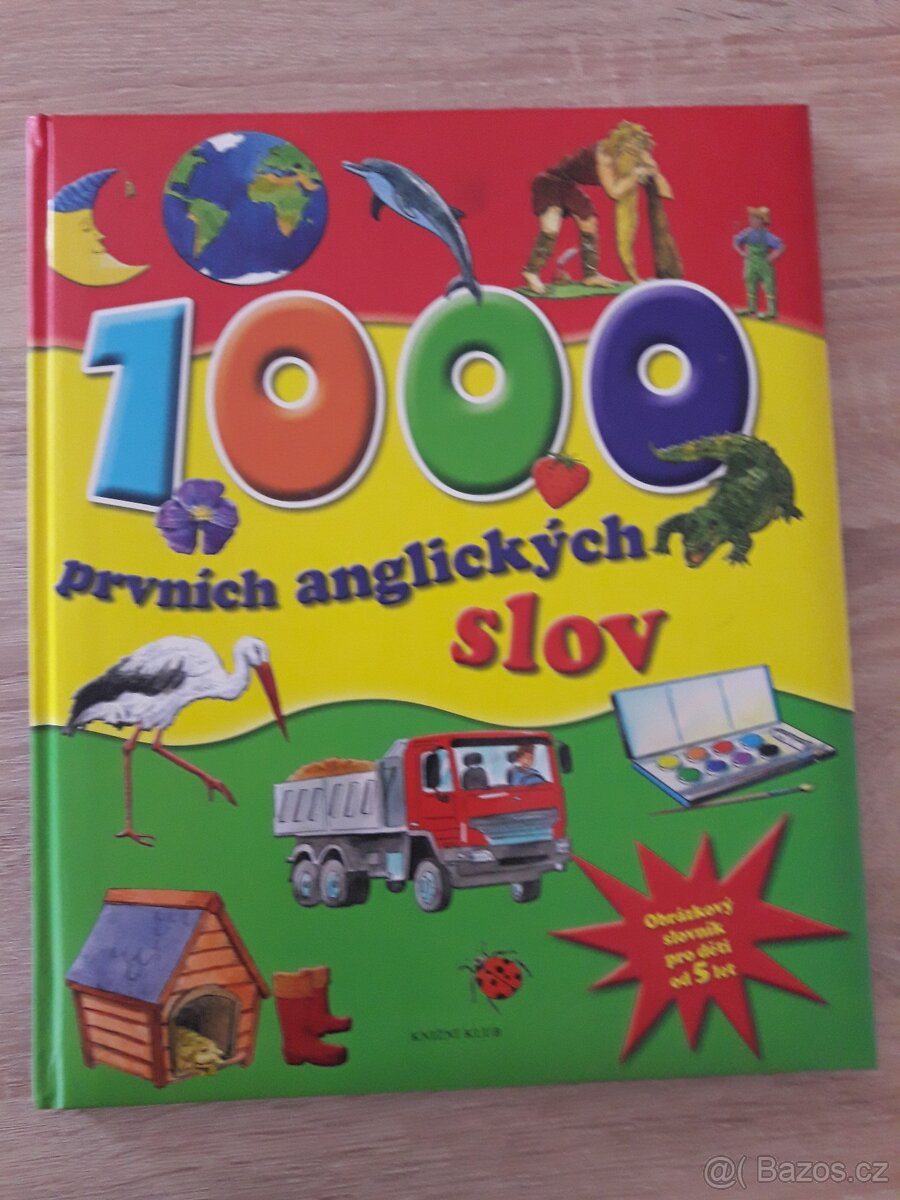 1000
prvních anglických
slov
Obrázkový
slovník
pro děti
od 5 let
KNIŽNÍ KLUB
@( Bazos.cz